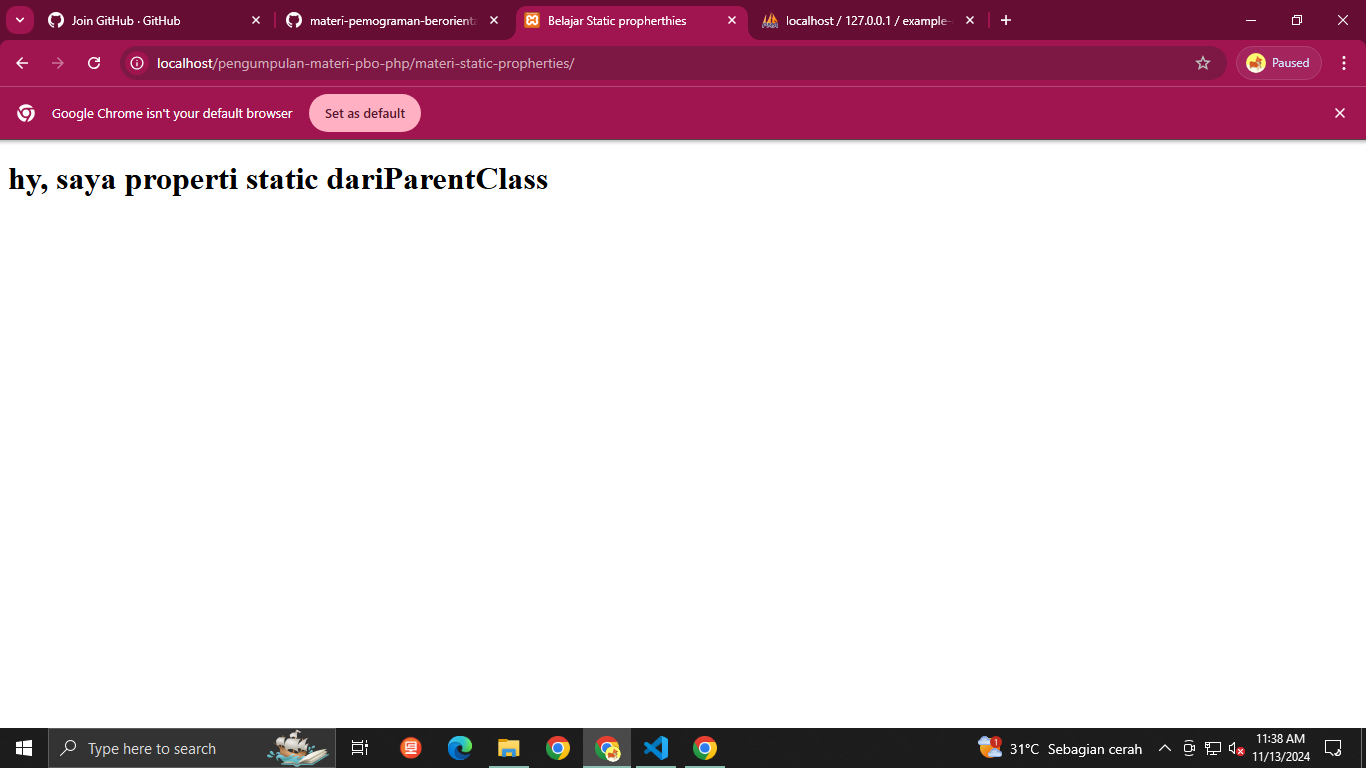 Join GitHub · GitHub
materi-pemograman-berorienta
Belajar Static propherthies
localhost / 127.0.0.1 / example-
localhost/pengumpulan-materi-pbo-php/materi-static-propherties/
Paused
Google Chrome isn't your default browser
Set as default
hy, saya properti static dariParentClass
Type here to search
1
31°C Sebagian cerah
11:38 AM
11/13/2024